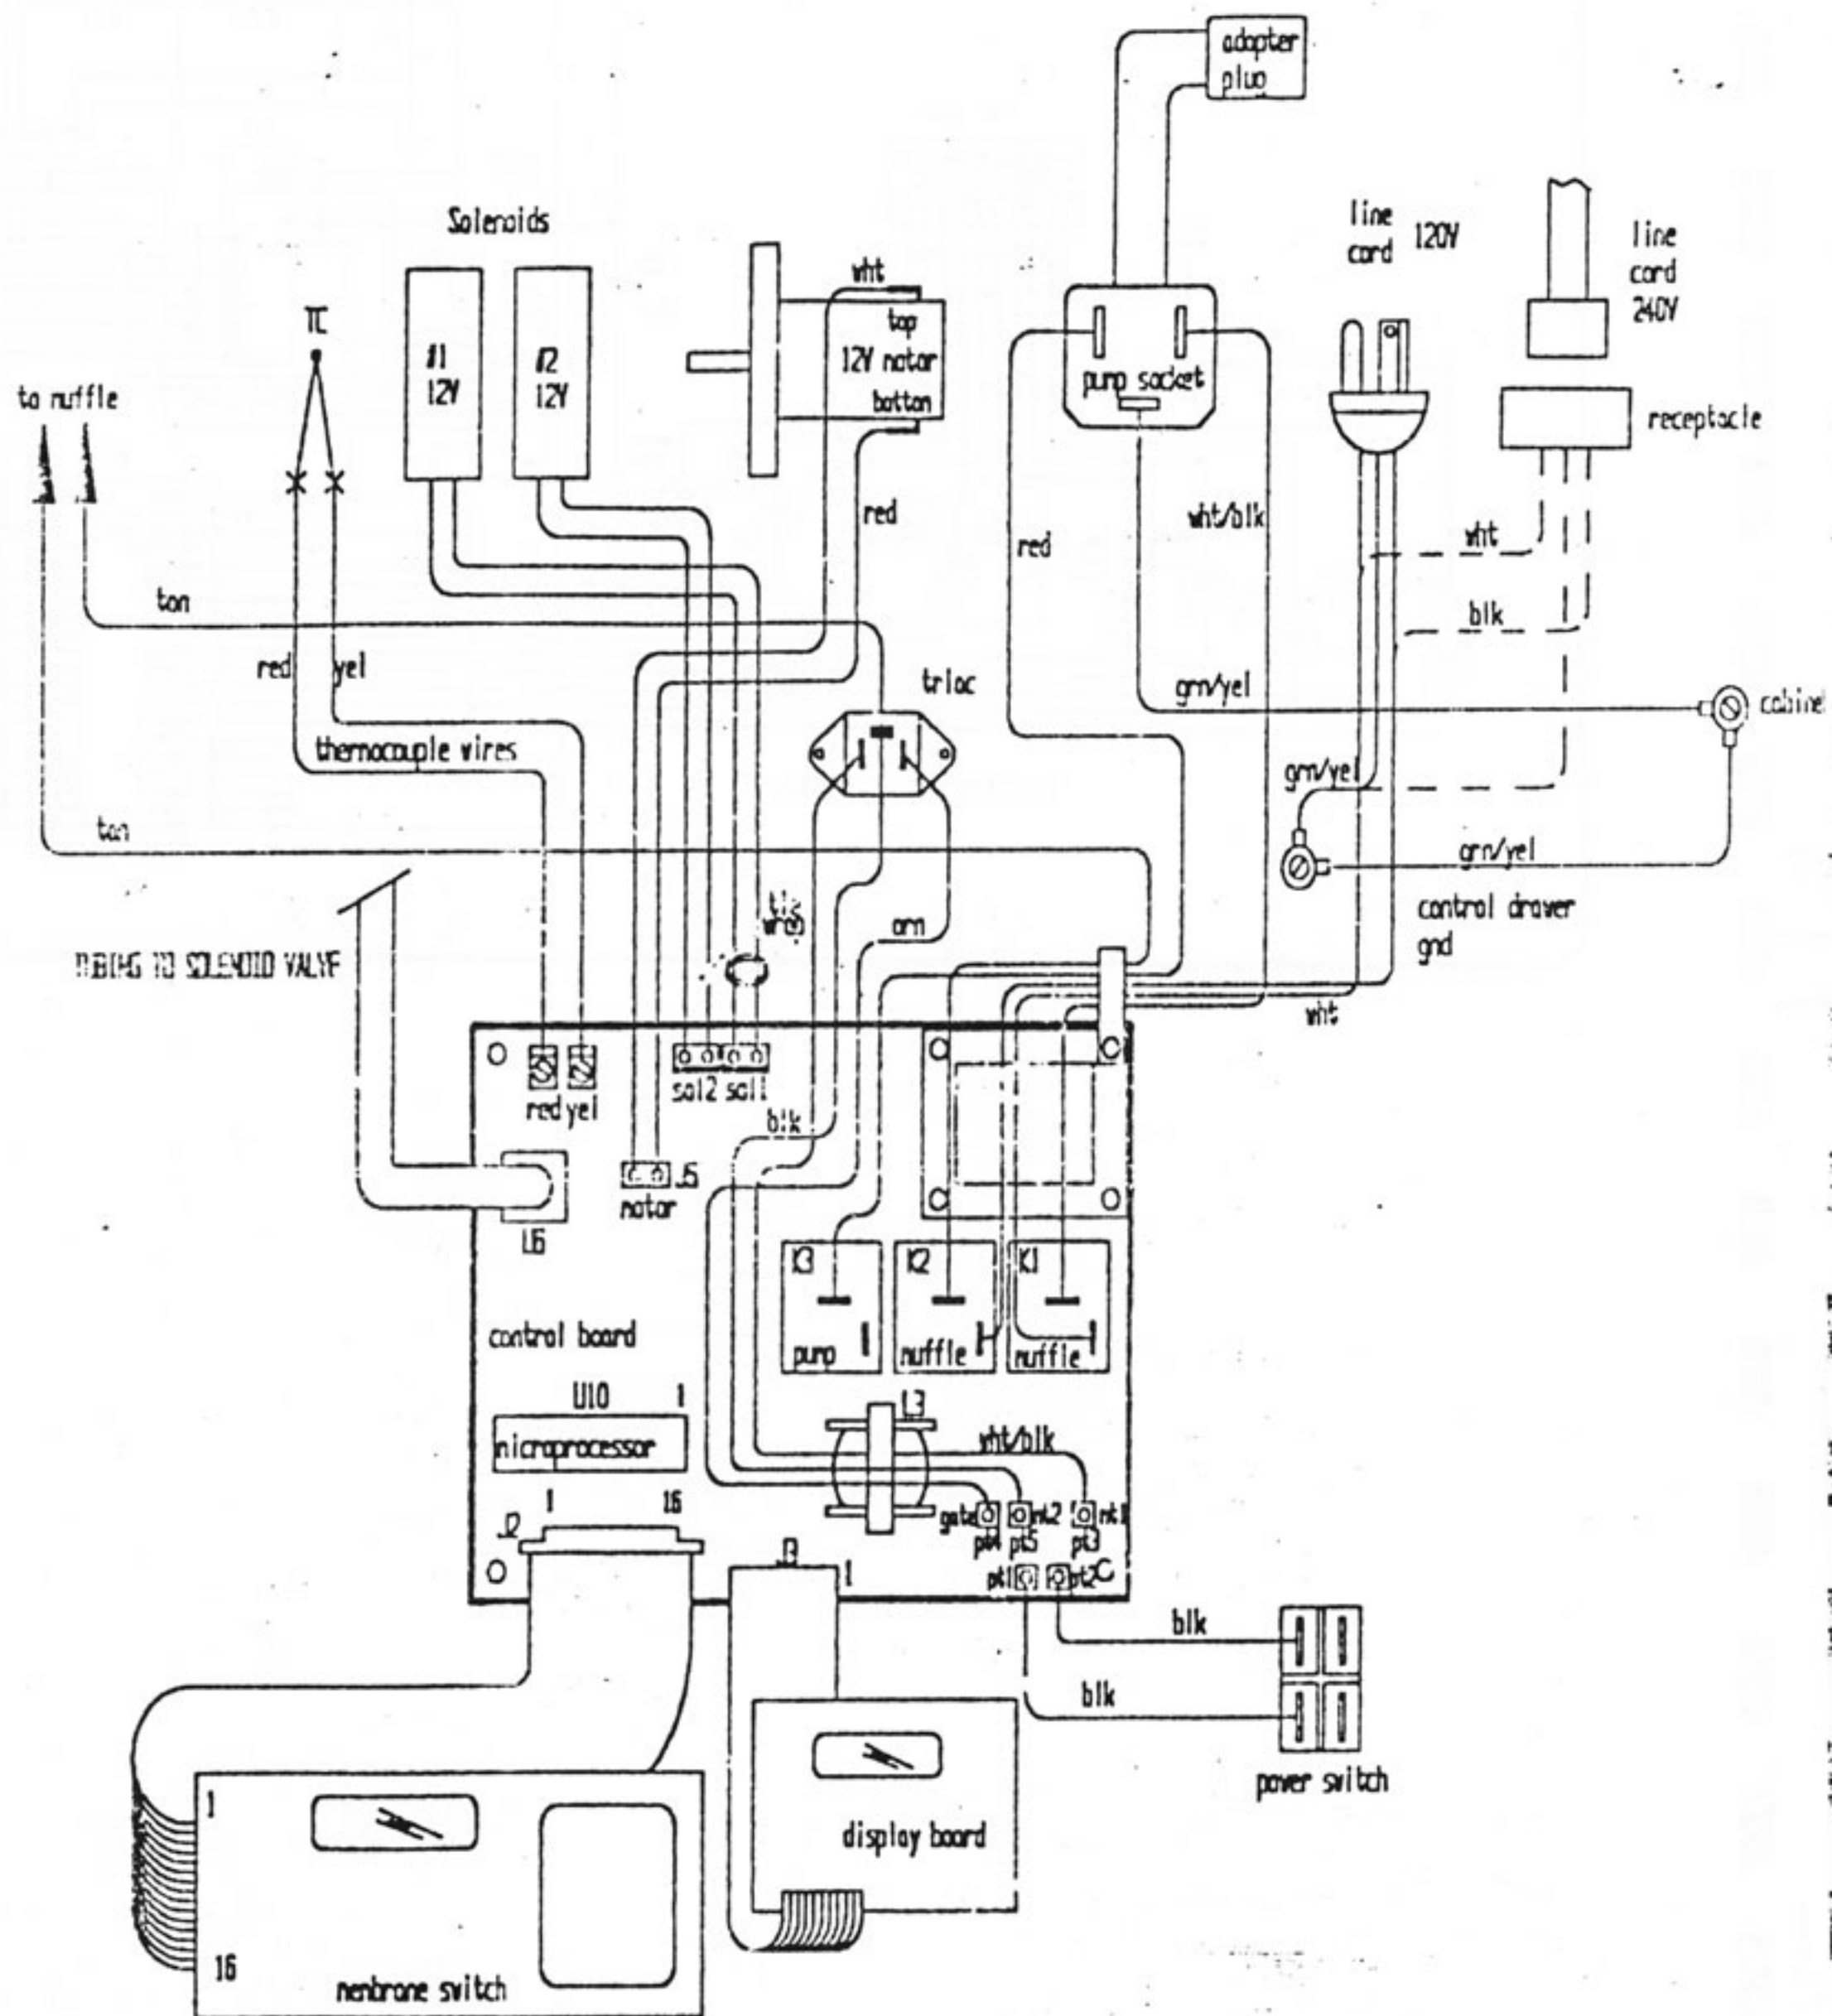 adapter
plug
Solenoids
line
cord
120V
line
cord
240V
wht
top
12V motor
bottom
TC
#1
12V
#2
12V
pump socket
to muffle
receptacle
red
wht/blk
red
wht
tan
blk
red
yel
triac
grn/yel
cabinet
thermocouple wires
grn/yel
tan
grn/yel
control drawer
gnd
orn
TUBING TO SOLENOID VALVE
wht
red yel
sol2 sol1
blk
J5
motor
U6
K3
K2
K1
control board
pump
muffle
muffle
U10
1
L3
microprocessor
wht/blk
1
16
J2
gate
mt2
mt1
pt4
pt5
pt3
J3
1
pt1
pt2
blk
blk
power switch
1
display board
16
membrane switch